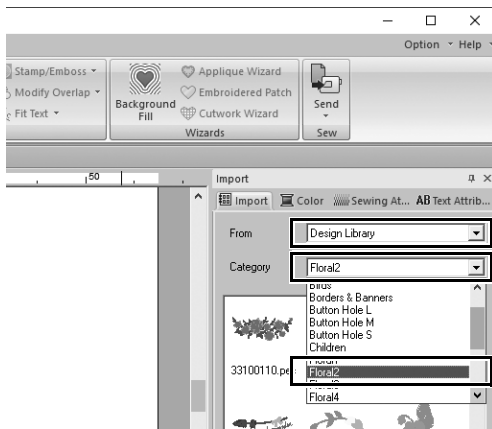 Option Help
Stamp/Emboss
Modify Overlap
Fit Text
Background
Fill
Applique Wizard
Embroidered Patch
Cutwork Wizard
Wizards
Send
Sew
50
Import
Import Color Sewing At... AB Text Attrib...
From Design Library
Category Floral2
Birds
Borders & Banners
Button Hole L
Button Hole M
Button Hole S
Children
Floral2
Floral4
33100110.pe